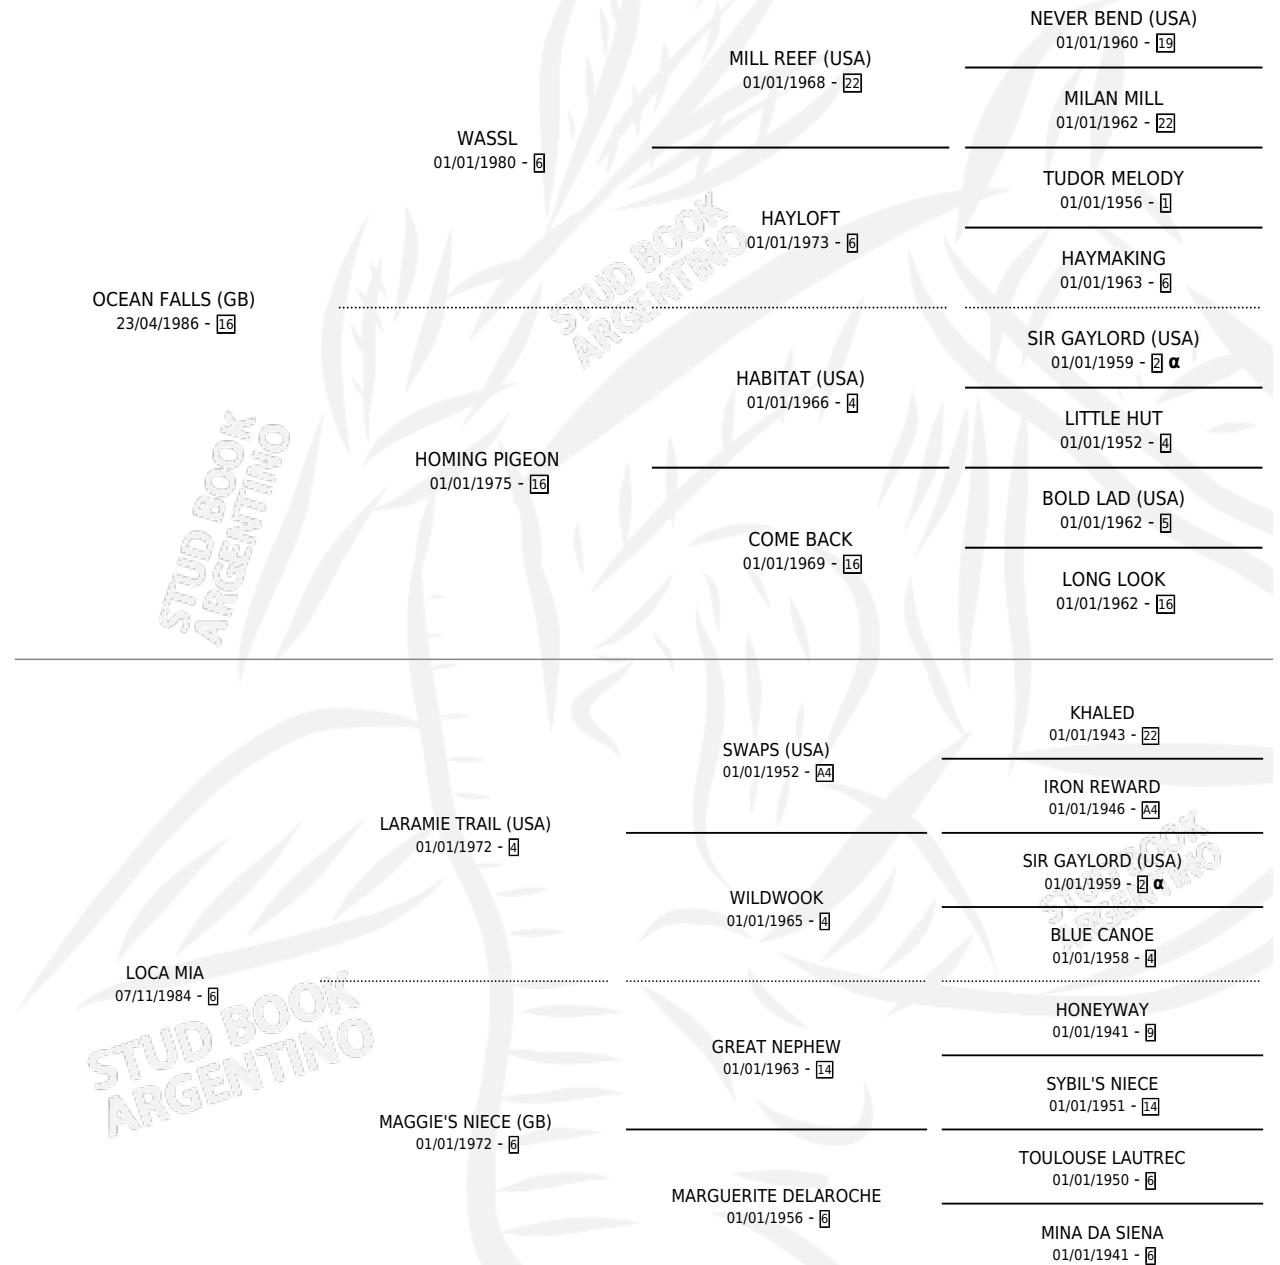 NEVER BEND (USA)
01/01/1960 - 19
MILL REEF (USA)
01/01/1968 - 22
MILAN MILL
01/01/1962 - 22
WASSL
01/01/1980 - 6
TUDOR MELODY
01/01/1956 - 1
HAYLOFT
01/01/1973 - 6
HAYMAKING
01/01/1963 - 6
OCEAN FALLS (GB)
23/04/1986 - 16
SIR GAYLORD (USA)
01/01/1959 - 2 α
HABITAT (USA)
01/01/1966 - 4
LITTLE HUT
01/01/1952 - 4
HOMING PIGEON
01/01/1975 - 16
BOLD LAD (USA)
01/01/1962 - 5
COME BACK
01/01/1969 - 16
LONG LOOK
01/01/1962 - 16
KHALED
01/01/1943 - 22
SWAPS (USA)
01/01/1952 - A4
IRON REWARD
01/01/1946 - A4
LARAMIE TRAIL (USA)
01/01/1972 - 4
SIR GAYLORD (USA)
01/01/1959 - 2 α
WILDWOOK
01/01/1965 - 4
BLUE CANOE
01/01/1958 - 4
LOCA MIA
07/11/1984 - 6
HONEYWAY
01/01/1941 - 9
GREAT NEPHEW
01/01/1963 - 14
SYBIL'S NIECE
01/01/1951 - 14
MAGGIE'S NIECE (GB)
01/01/1972 - 6
TOULOUSE LAUTREC
01/01/1950 - 6
MARGUERITE DELAROCHE
01/01/1956 - 6
MINA DA SIENA
01/01/1941 - 6
STUD BOOK
ARGENTINO
STUD BOOK
ARGENTINO
STUD BOOK
ARGENTINO
STUD BOOK
ARGENTINO